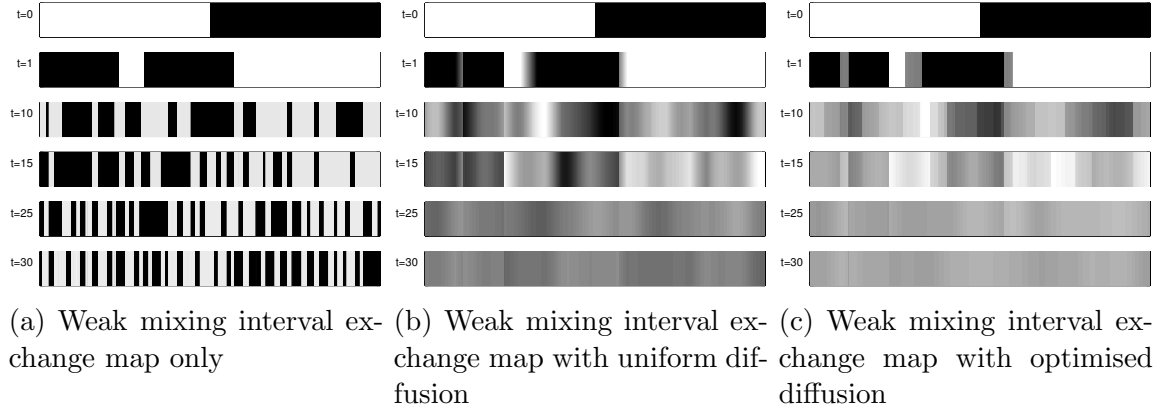 t=0
t=1
t=10
t=15
t=25
t=30
(a) Weak mixing interval ex-
change map only
t=0
t=1
t=10
t=15
t=25
t=30
(b) Weak mixing interval ex-
change map with uniform dif-
fusion
t=0
t=1
t=10
t=15
t=25
t=30
(c) Weak mixing interval ex-
change map with optimised
diffusion